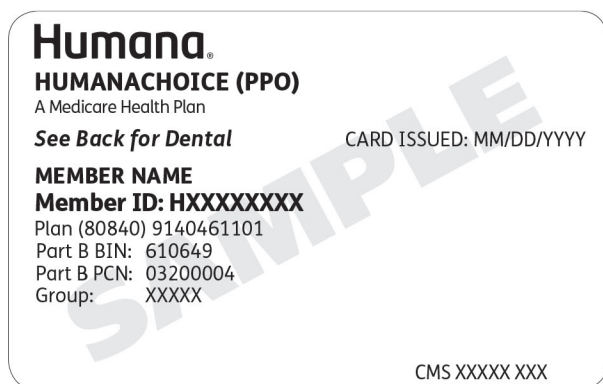 Humana®
HUMANACHOICE (PPO)
A Medicare Health Plan
See Back for Dental CARD ISSUED: MM/DD/YYYY
MEMBER NAME
Member ID: HXXXXXXXX
Plan (80840) 9140461101
Part B BIN: 610649
Part B PCN: 03200004
Group: XXXXX
SAMPLE
CMS XXXXX XXX